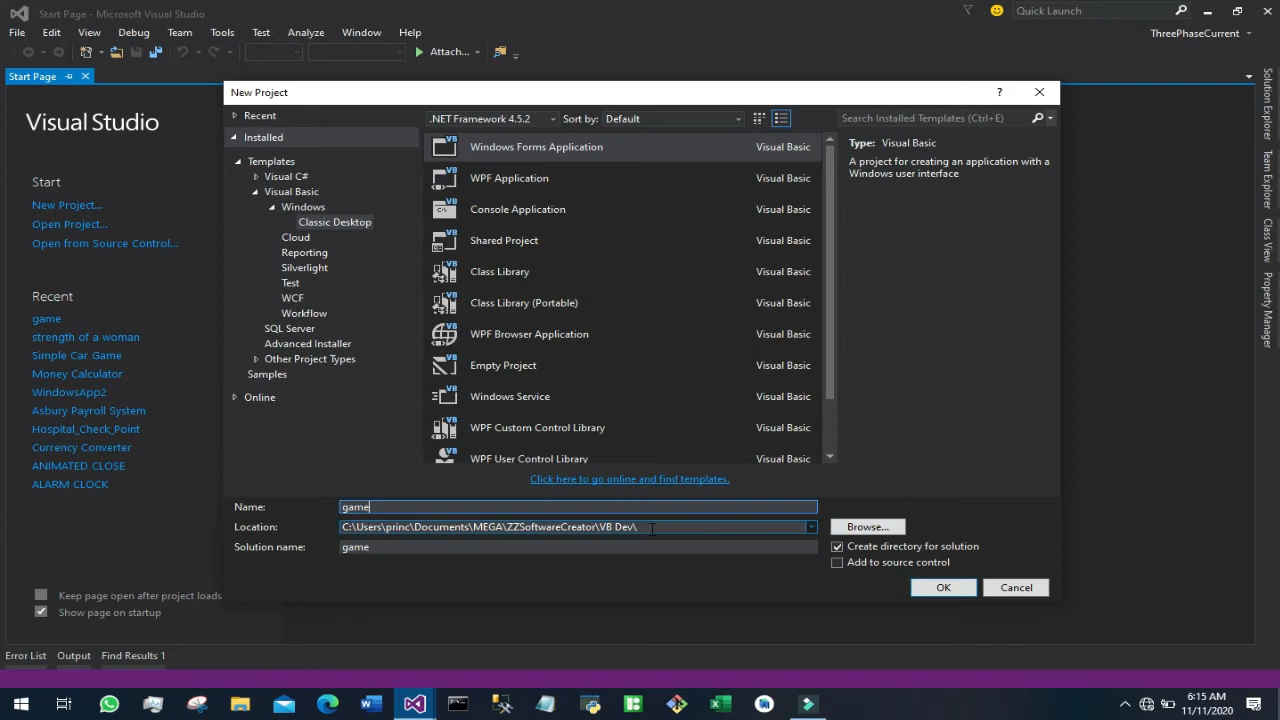 Start Page - Microsoft Visual Studio
Quick Launch
File Edit View Debug Team Tools Test Analyze Window Help
ThreePhaseCurrent
Attach...
Start Page
New Project
?
Recent
.NET Framework 4.5.2
Sort by: Default
Search Installed Templates (Ctrl+E)
Installed
Templates
Visual C#
Visual Basic
Windows
Classic Desktop
Cloud
Reporting
Silverlight
Test
WCF
Workflow
SQL Server
Advanced Installer
Other Project Types
Samples
Online
Windows Forms Application Visual Basic
WPF Application Visual Basic
Console Application Visual Basic
Shared Project Visual Basic
Class Library Visual Basic
Class Library (Portable) Visual Basic
WPF Browser Application Visual Basic
Empty Project Visual Basic
Windows Service Visual Basic
WPF Custom Control Library Visual Basic
WPF User Control Library Visual Basic
Type: Visual Basic
A project for creating an application with a
Windows user interface
Click here to go online and find templates.
Name: game
Location: C:\Users\princ\Documents\MEGA\ZZSoftwareCreator\VB Dev\
Browse...
Solution name: game
Create directory for solution
Add to source control
OK
Cancel
Visual Studio
Start
New Project...
Open Project...
Open from Source Control...
Recent
game
strength of a woman
Simple Car Game
Money Calculator
WindowsApp2
Asbury Payroll System
Hospital_Check_Point
Currency Converter
ANIMATED CLOSE
ALARM CLOCK
Keep page open after project loads
Show page on startup
Solution Explorer
Team Explorer
Class View
Property Manager
Error List Output Find Results 1
6:15 AM
11/11/2020